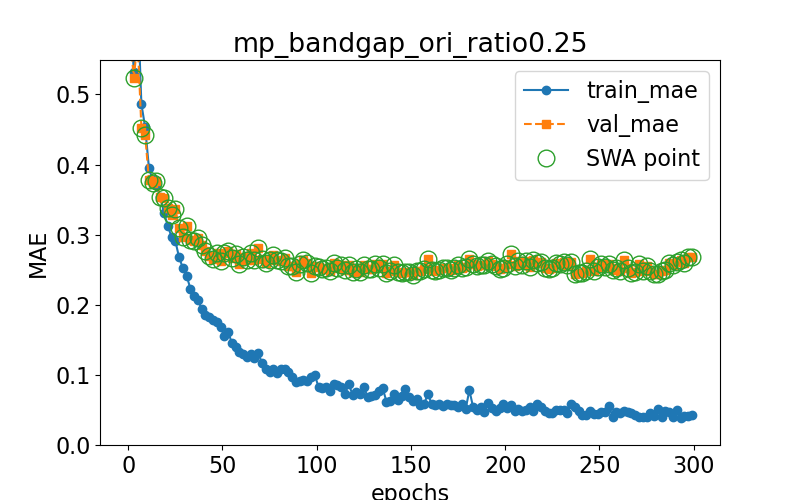 mp_bandgap_ori_ratio0.25
train_mae
val_mae
SWA point
MAE
0.5
0.4
0.3
0.2
0.1
0.0
0 50 100 150 200 250 300
epochs